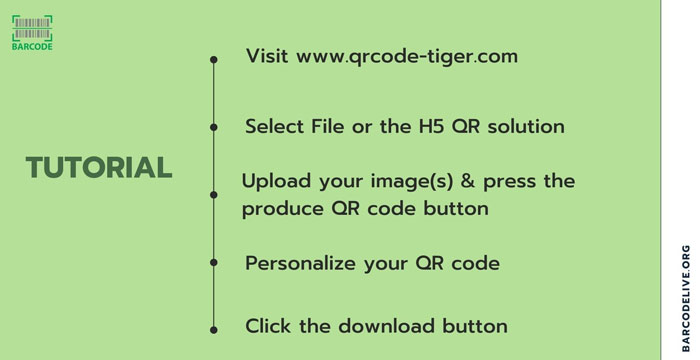 BARCODE
TUTORIAL
Visit www.qrcode-tiger.com
Select File or the H5 QR solution
Upload your image(s) & press the
produce QR code button
Personalize your QR code
Click the download button
BARCODELIVE.ORG